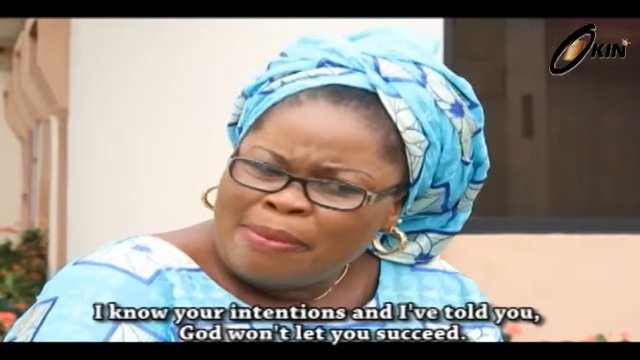 OKIN
I know your intentions and I've told you,
God won't let you succeed.